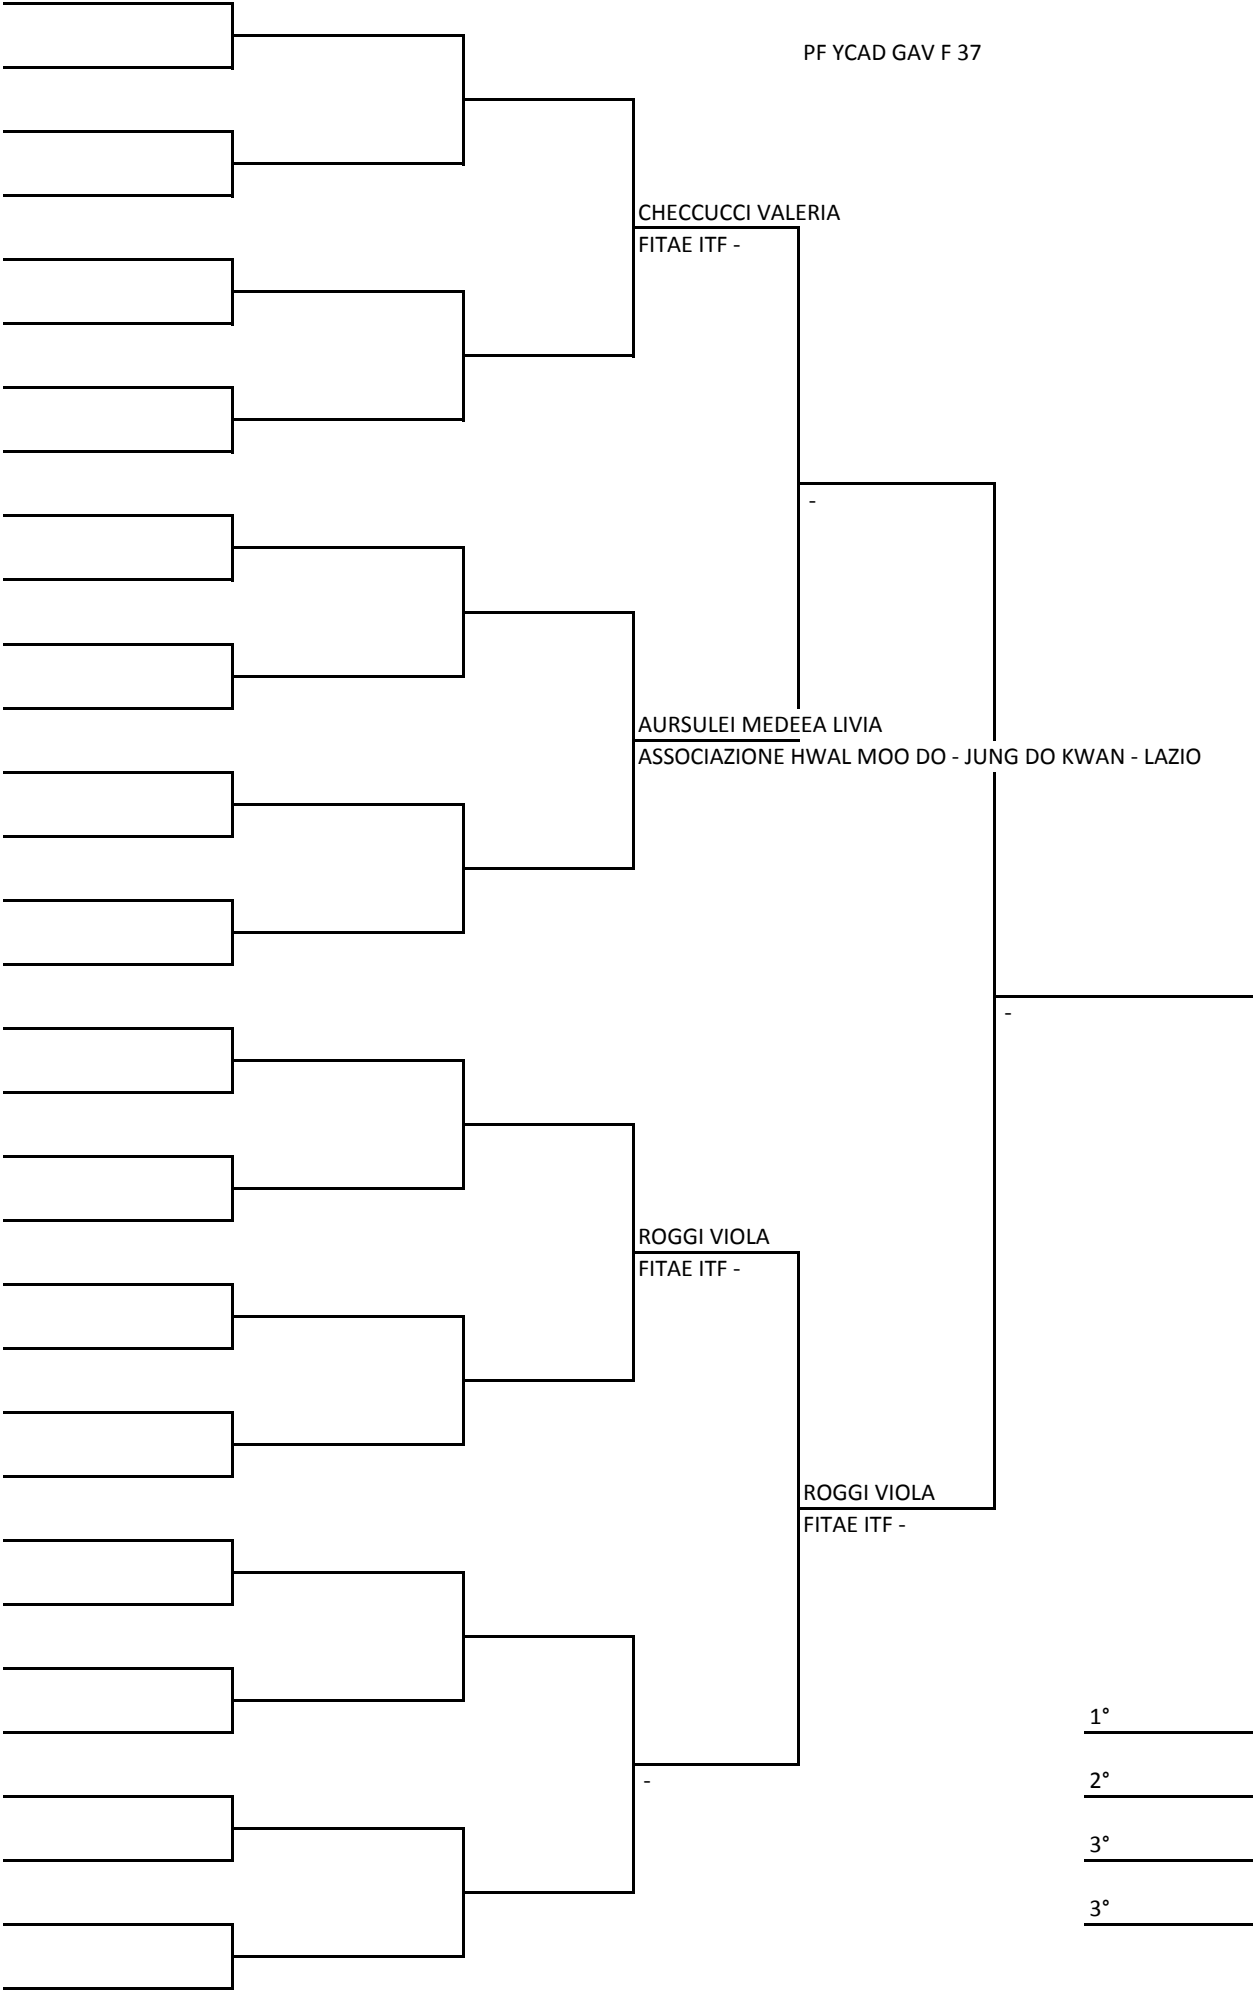 PF YCAD GAV F 37
CHECCUCCI VALERIA
FITAE ITF -
-
AURSULEI MEDEEA LIVIA
ASSOCIAZIONE HWAL MOO DO - JUNG DO KWAN - LAZIO
-
ROGGI VIOLA
FITAE ITF -
ROGGI VIOLA
FITAE ITF -
1°
-
2°
3°
3°